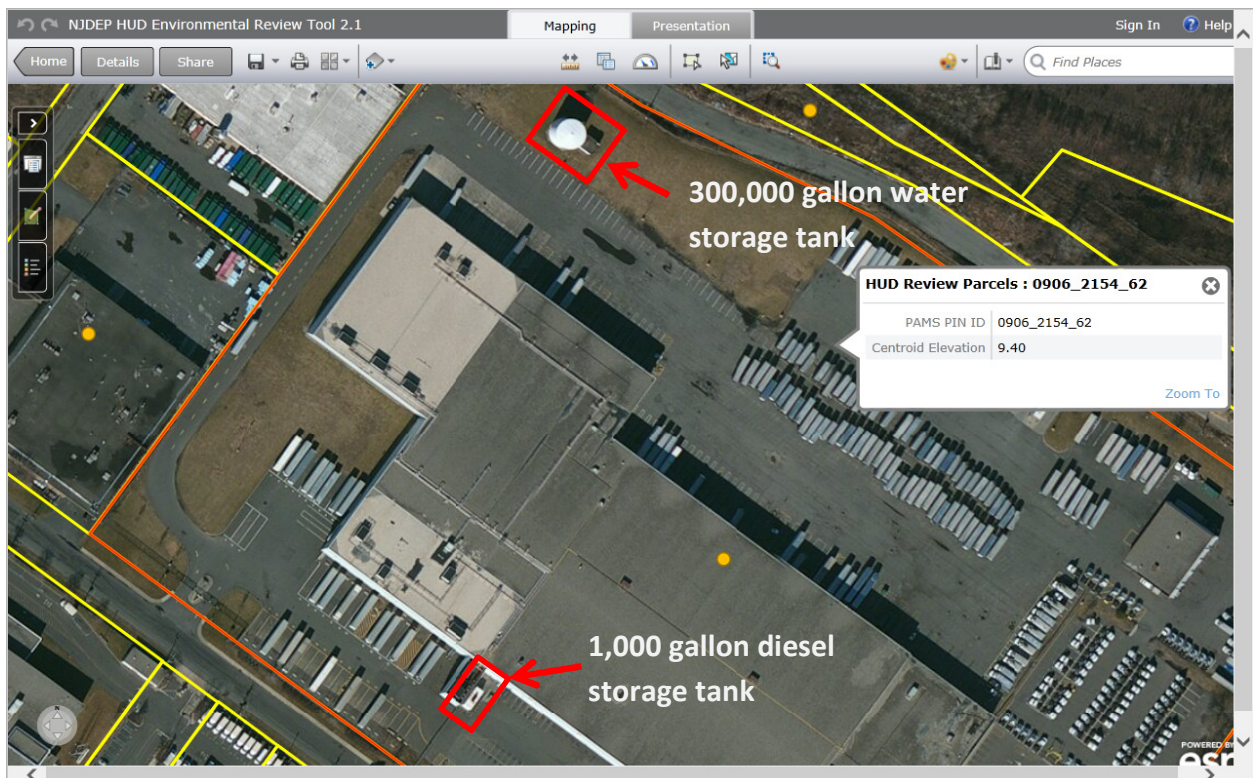 NJDEP HUD Environmental Review Tool 2.1
Mapping
Presentation
Sign In
Help
Home
Details
Share
Find Places
300,000 gallon water
storage tank
HUD Review Parcels : 0906_2154_62
PAMS PIN ID 0906_2154_62
Centroid Elevation 9.40
Zoom To
1,000 gallon diesel
storage tank
POWERED BY
esri